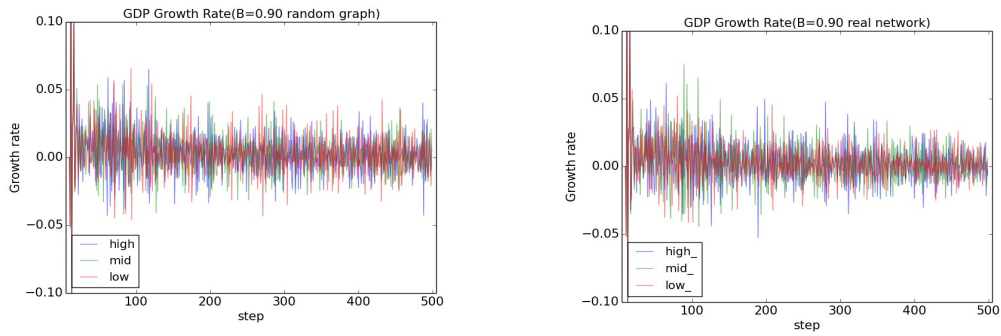 GDP Growth Rate(B=0.90 random graph)
0.10
0.05
0.00
−0.05
−0.10
Growth rate
high
mid
low
100
200
300
400
500
step
GDP Growth Rate(B=0.90 real network)
0.10
0.05
0.00
−0.05
−0.10
Growth rate
high_
mid_
low_
100
200
300
400
500
step